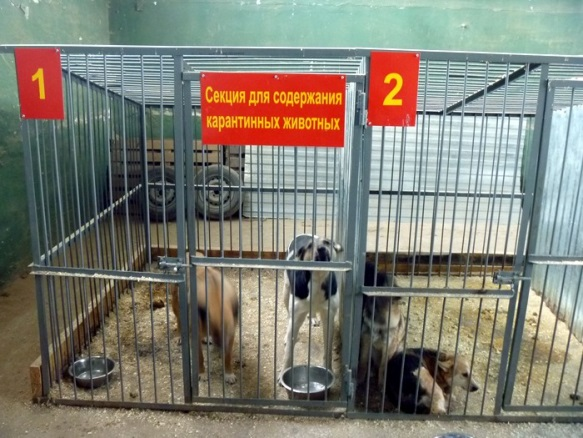 1
Секция для содержания
карантинных животных
2